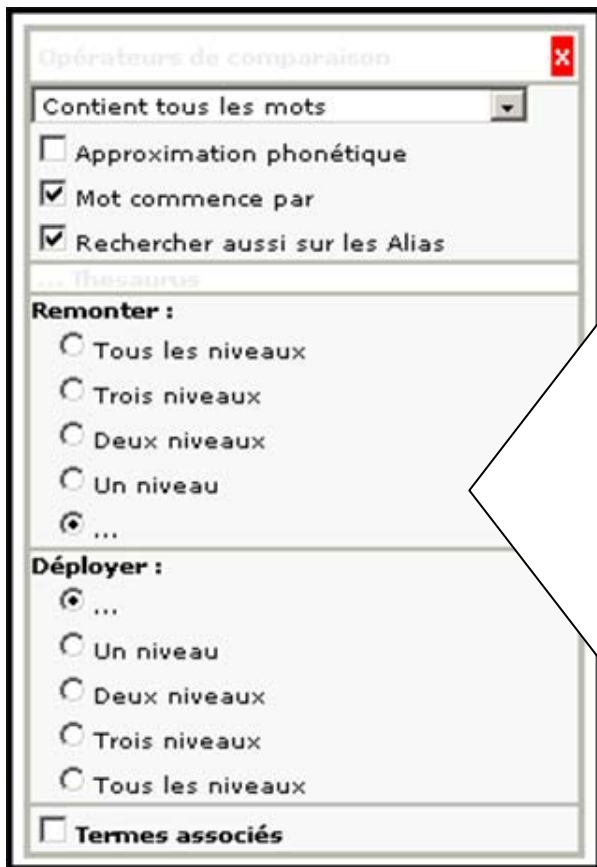 Opérateurs de comparaison x
Contient tous les mots
Approximation phonétique
Mot commence par
Rechercher aussi sur les Alias
... Thesaurus
Remonter :
Tous les niveaux
Trois niveaux
Deux niveaux
Un niveau
...
Déployer :
...
Un niveau
Deux niveaux
Trois niveaux
Tous les niveaux
Termes associés